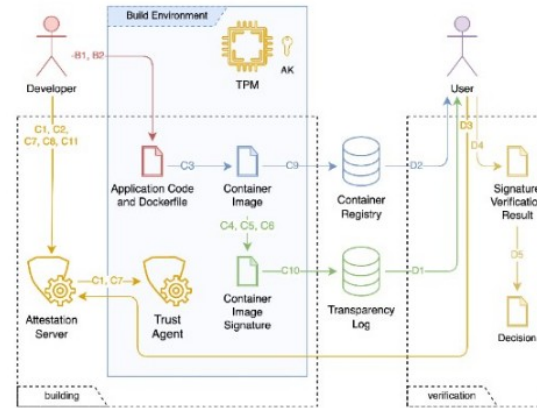 Build Environment
Developer
B1, B2
TPM
AK
User
C1, C2,
C7, C8, C11
D3
D4
C3
C9
D2
Application Code
and Dockerfile
Container
Image
Container
Registry
Signature
Verification
Result
C4, C5, C6
D5
C1, C7
C10
D1
Attestation
Server
Trust
Agent
Container
Image
Signature
Transparency
Log
Decision
building
verification